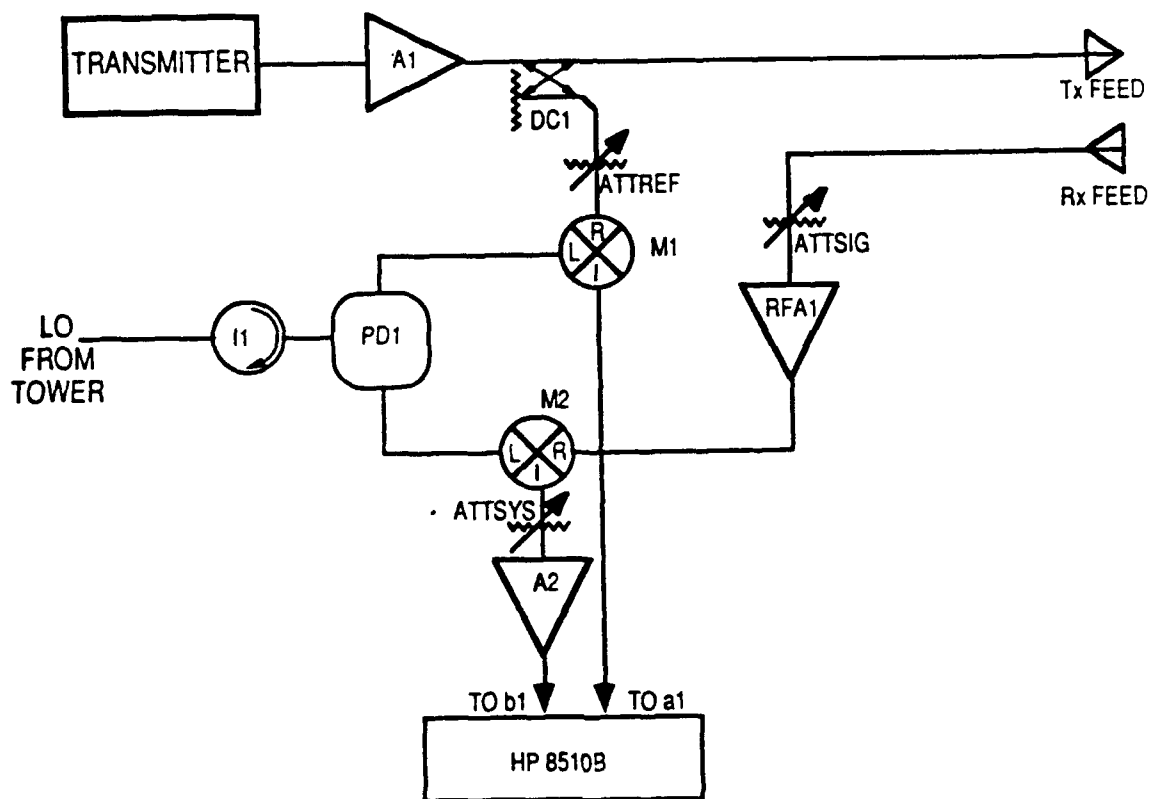 TRANSMITTER
A1
Tx FEED
DC1
ATTREF
Rx FEED
R
L
I
M1
ATTSIG
RFA1
LO
FROM
TOWER
I1
PD1
M2
L
R
I
ATTSYS
A2
TO b1
TO a1
HP 8510B